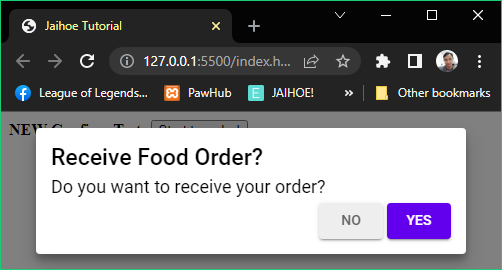 Jaihoe Tutorial
127.0.0.1:5500/index.h...
League of Legends... PawHub JAIHOE! » Other bookmarks
NEW
Receive Food Order?
Do you want to receive your order?
NO YES